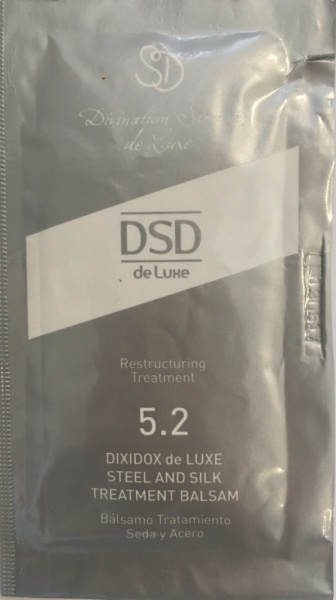 SD
Divination Simone
de Luxe
DSD
de Luxe
Restructuring
Treatment
5.2
DIXIDOX de LUXE
STEEL AND SILK
TREATMENT BALSAM
Bálsamo Tratamiento
Seda y Acero